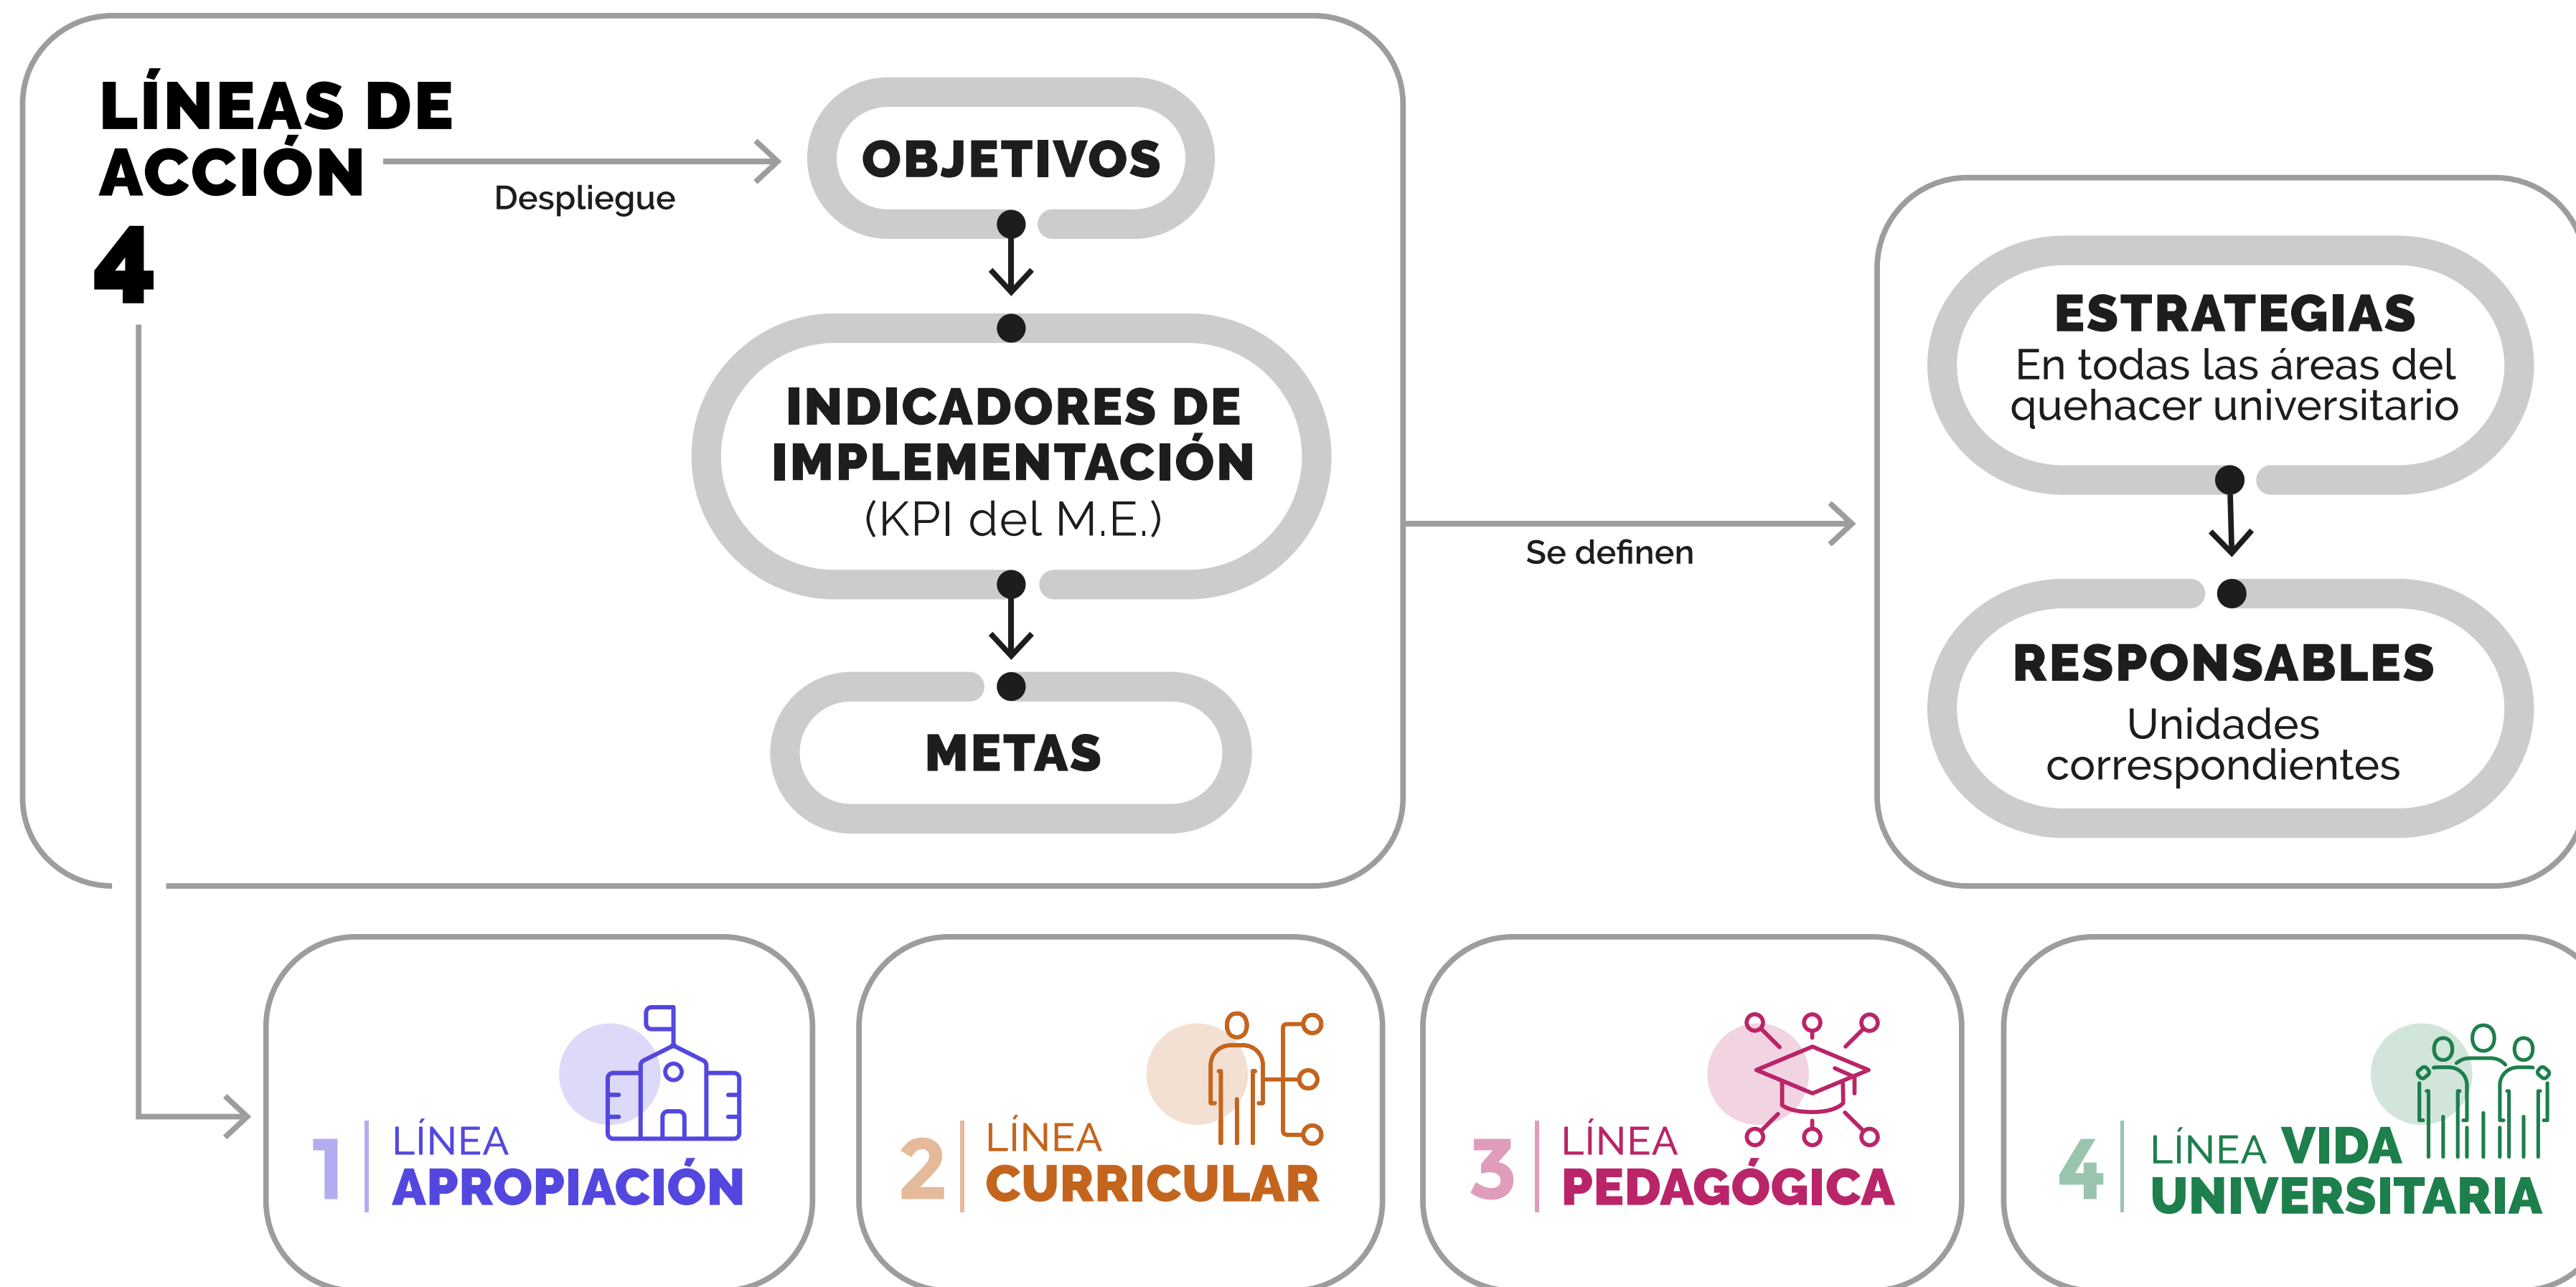 LÍNEAS DE
ACCIÓN
4
Despliegue
OBJETIVOS
INDICADORES DE
IMPLEMENTACIÓN
(KPI del M.E.)
METAS
Se definen
ESTRATEGIAS
En todas las áreas del
quehacer universitario
RESPONSABLES
Unidades
correspondientes
1
LÍNEA
APROPIACIÓN
2
LÍNEA
CURRICULAR
3
LÍNEA
PEDAGÓGICA
4
LÍNEA VIDA
UNIVERSITARIA